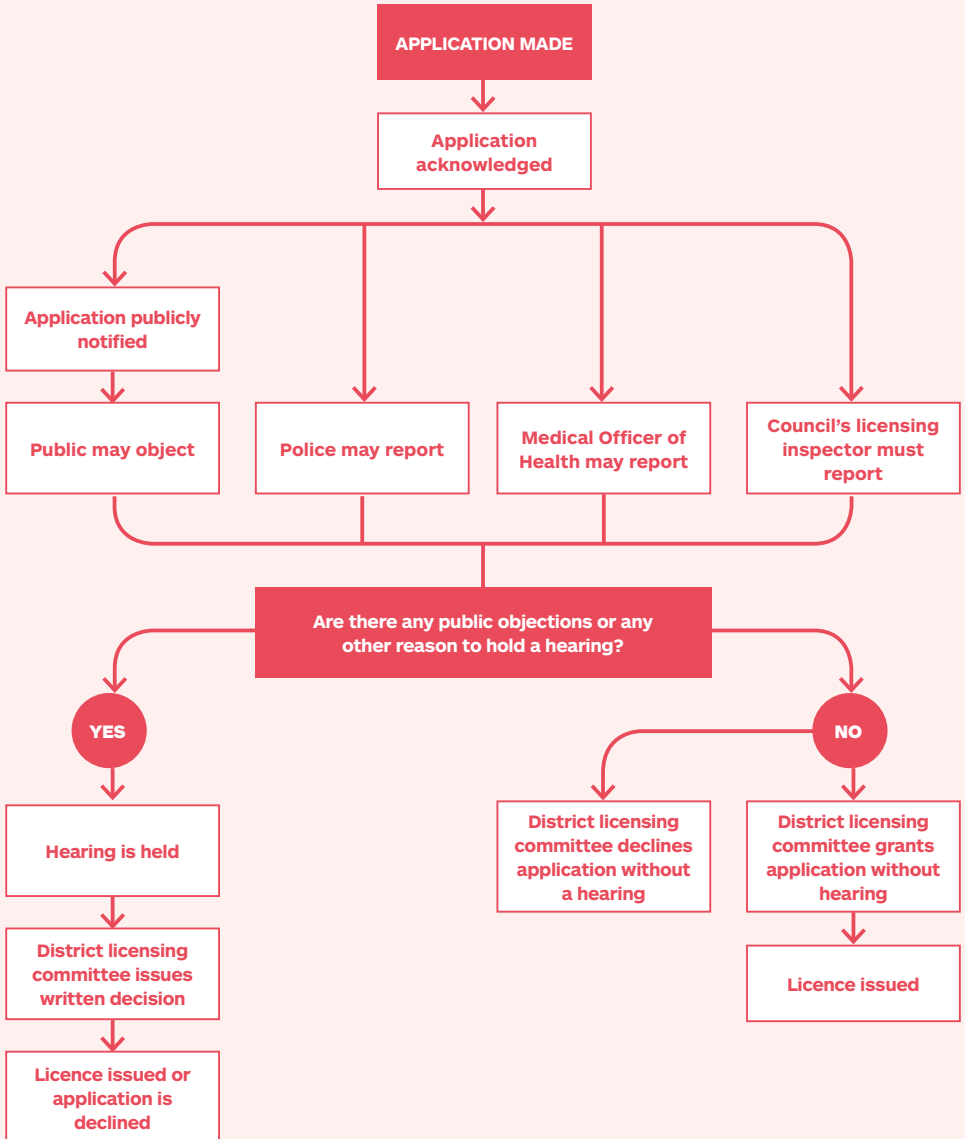 APPLICATION MADE
Application
acknowledged
Application publicly
notified
Public may object
Police may report
Medical Officer of
Health may report
Council's licensing
inspector must
report
Are there any public objections or any
other reason to hold a hearing?
YES
NO
Hearing is held
District licensing
committee declines
application without
a hearing
District licensing
committee grants
application without
hearing
District licensing
committee issues
written decision
Licence issued
Licence issued or
application is
declined